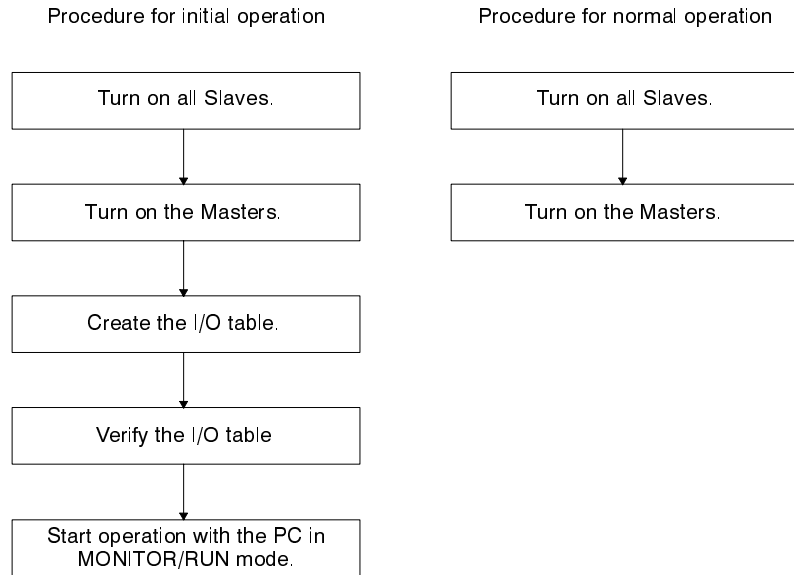 Procedure for initial operation
Turn on all Slaves.
Turn on the Masters.
Create the I/O table.
Verify the I/O table
Start operation with the PC in
MONITOR/RUN mode.
Procedure for normal operation
Turn on all Slaves.
Turn on the Masters.